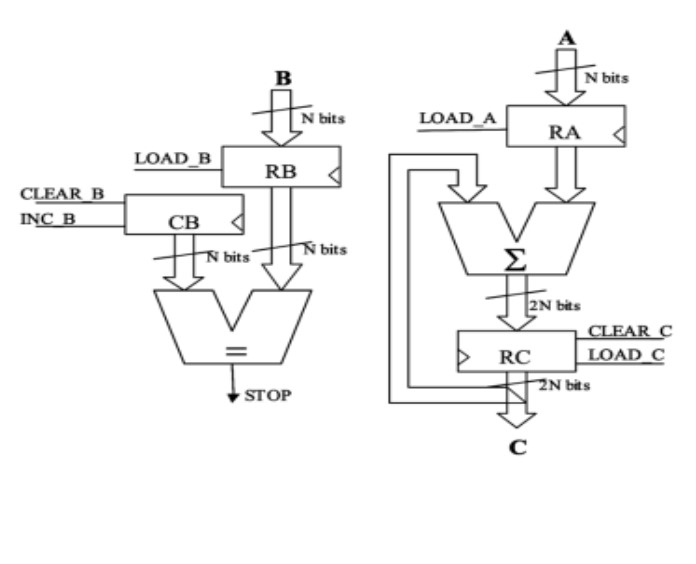 A
N bits
B
N bits
LOAD_A
RA
LOAD_B
RB
CLEAR_B
INC_B
CB
N bits
N bits
Σ
2N bits
=
STOP
RC
CLEAR_C
LOAD_C
2N bits
C